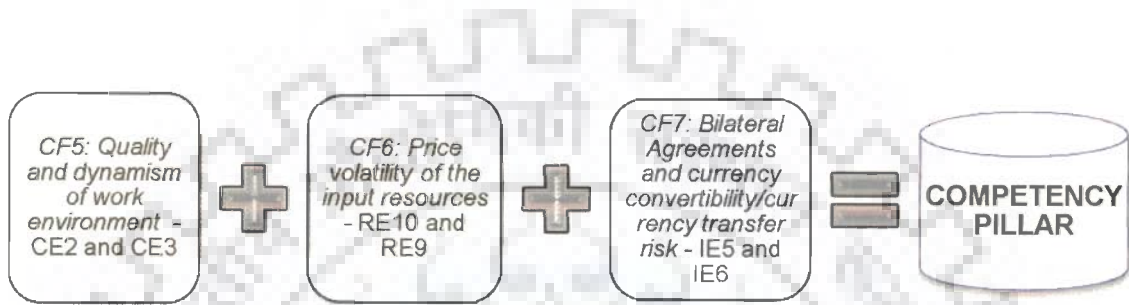 CF5: Quality
and dynamism
of work
environment -
CE2 and CE3
CF6: Price
volatility of the
input resources
- RE10 and
RE9
CF7: Bilateral
Agreements
and currency
convertibility/cur
rency transfer
risk - IE5 and
IE6
COMPETENCY
PILLAR